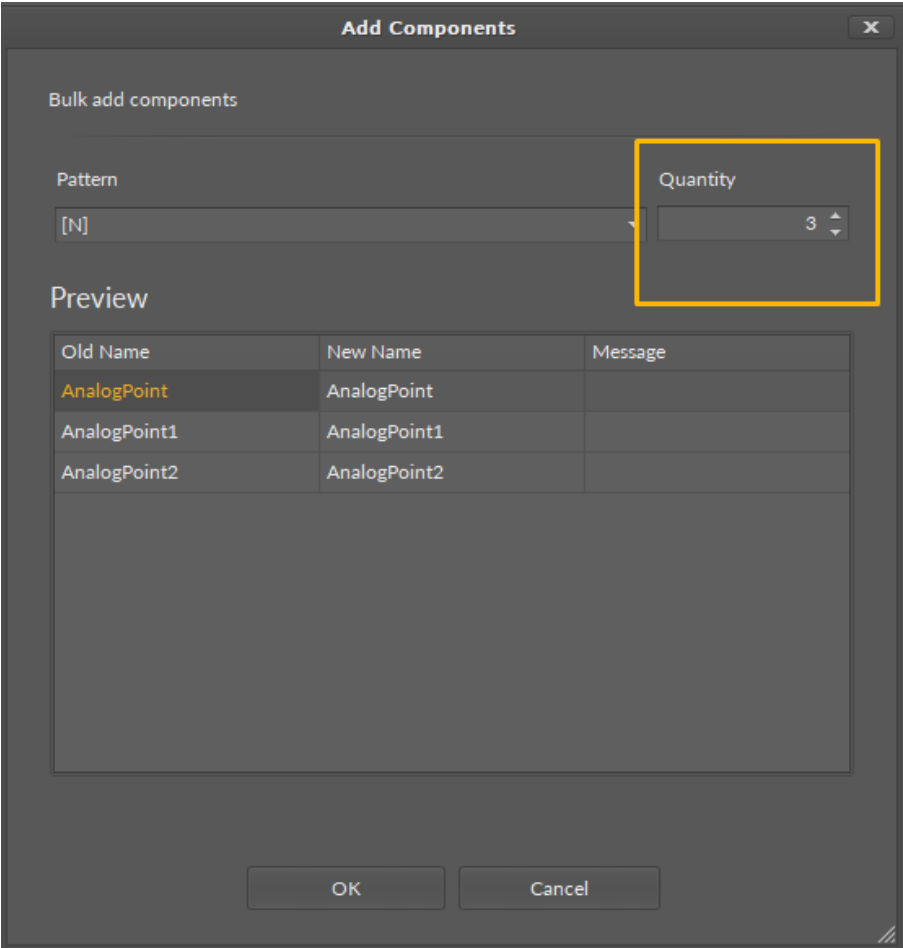 Add Components
x
Bulk add components
Pattern Quantity
[N] 3
Preview
Old Name New Name Message
AnalogPoint AnalogPoint
AnalogPoint1 AnalogPoint1
AnalogPoint2 AnalogPoint2
OK Cancel